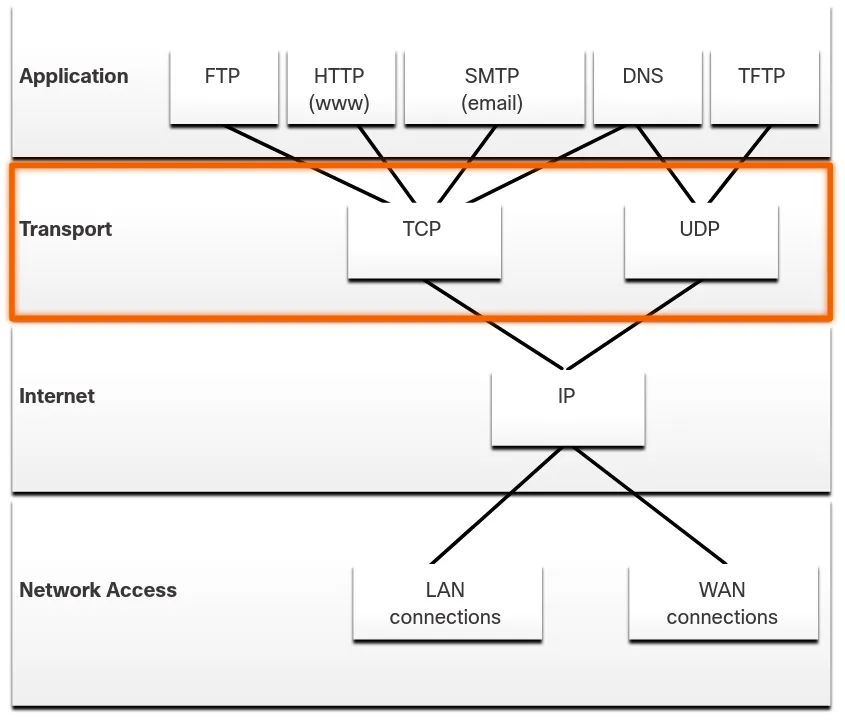 Application
FTP
HTTP
(www)
SMTP
(email)
DNS
TFTP
Transport
TCP
UDP
Internet
IP
Network Access
LAN
connections
WAN
connections